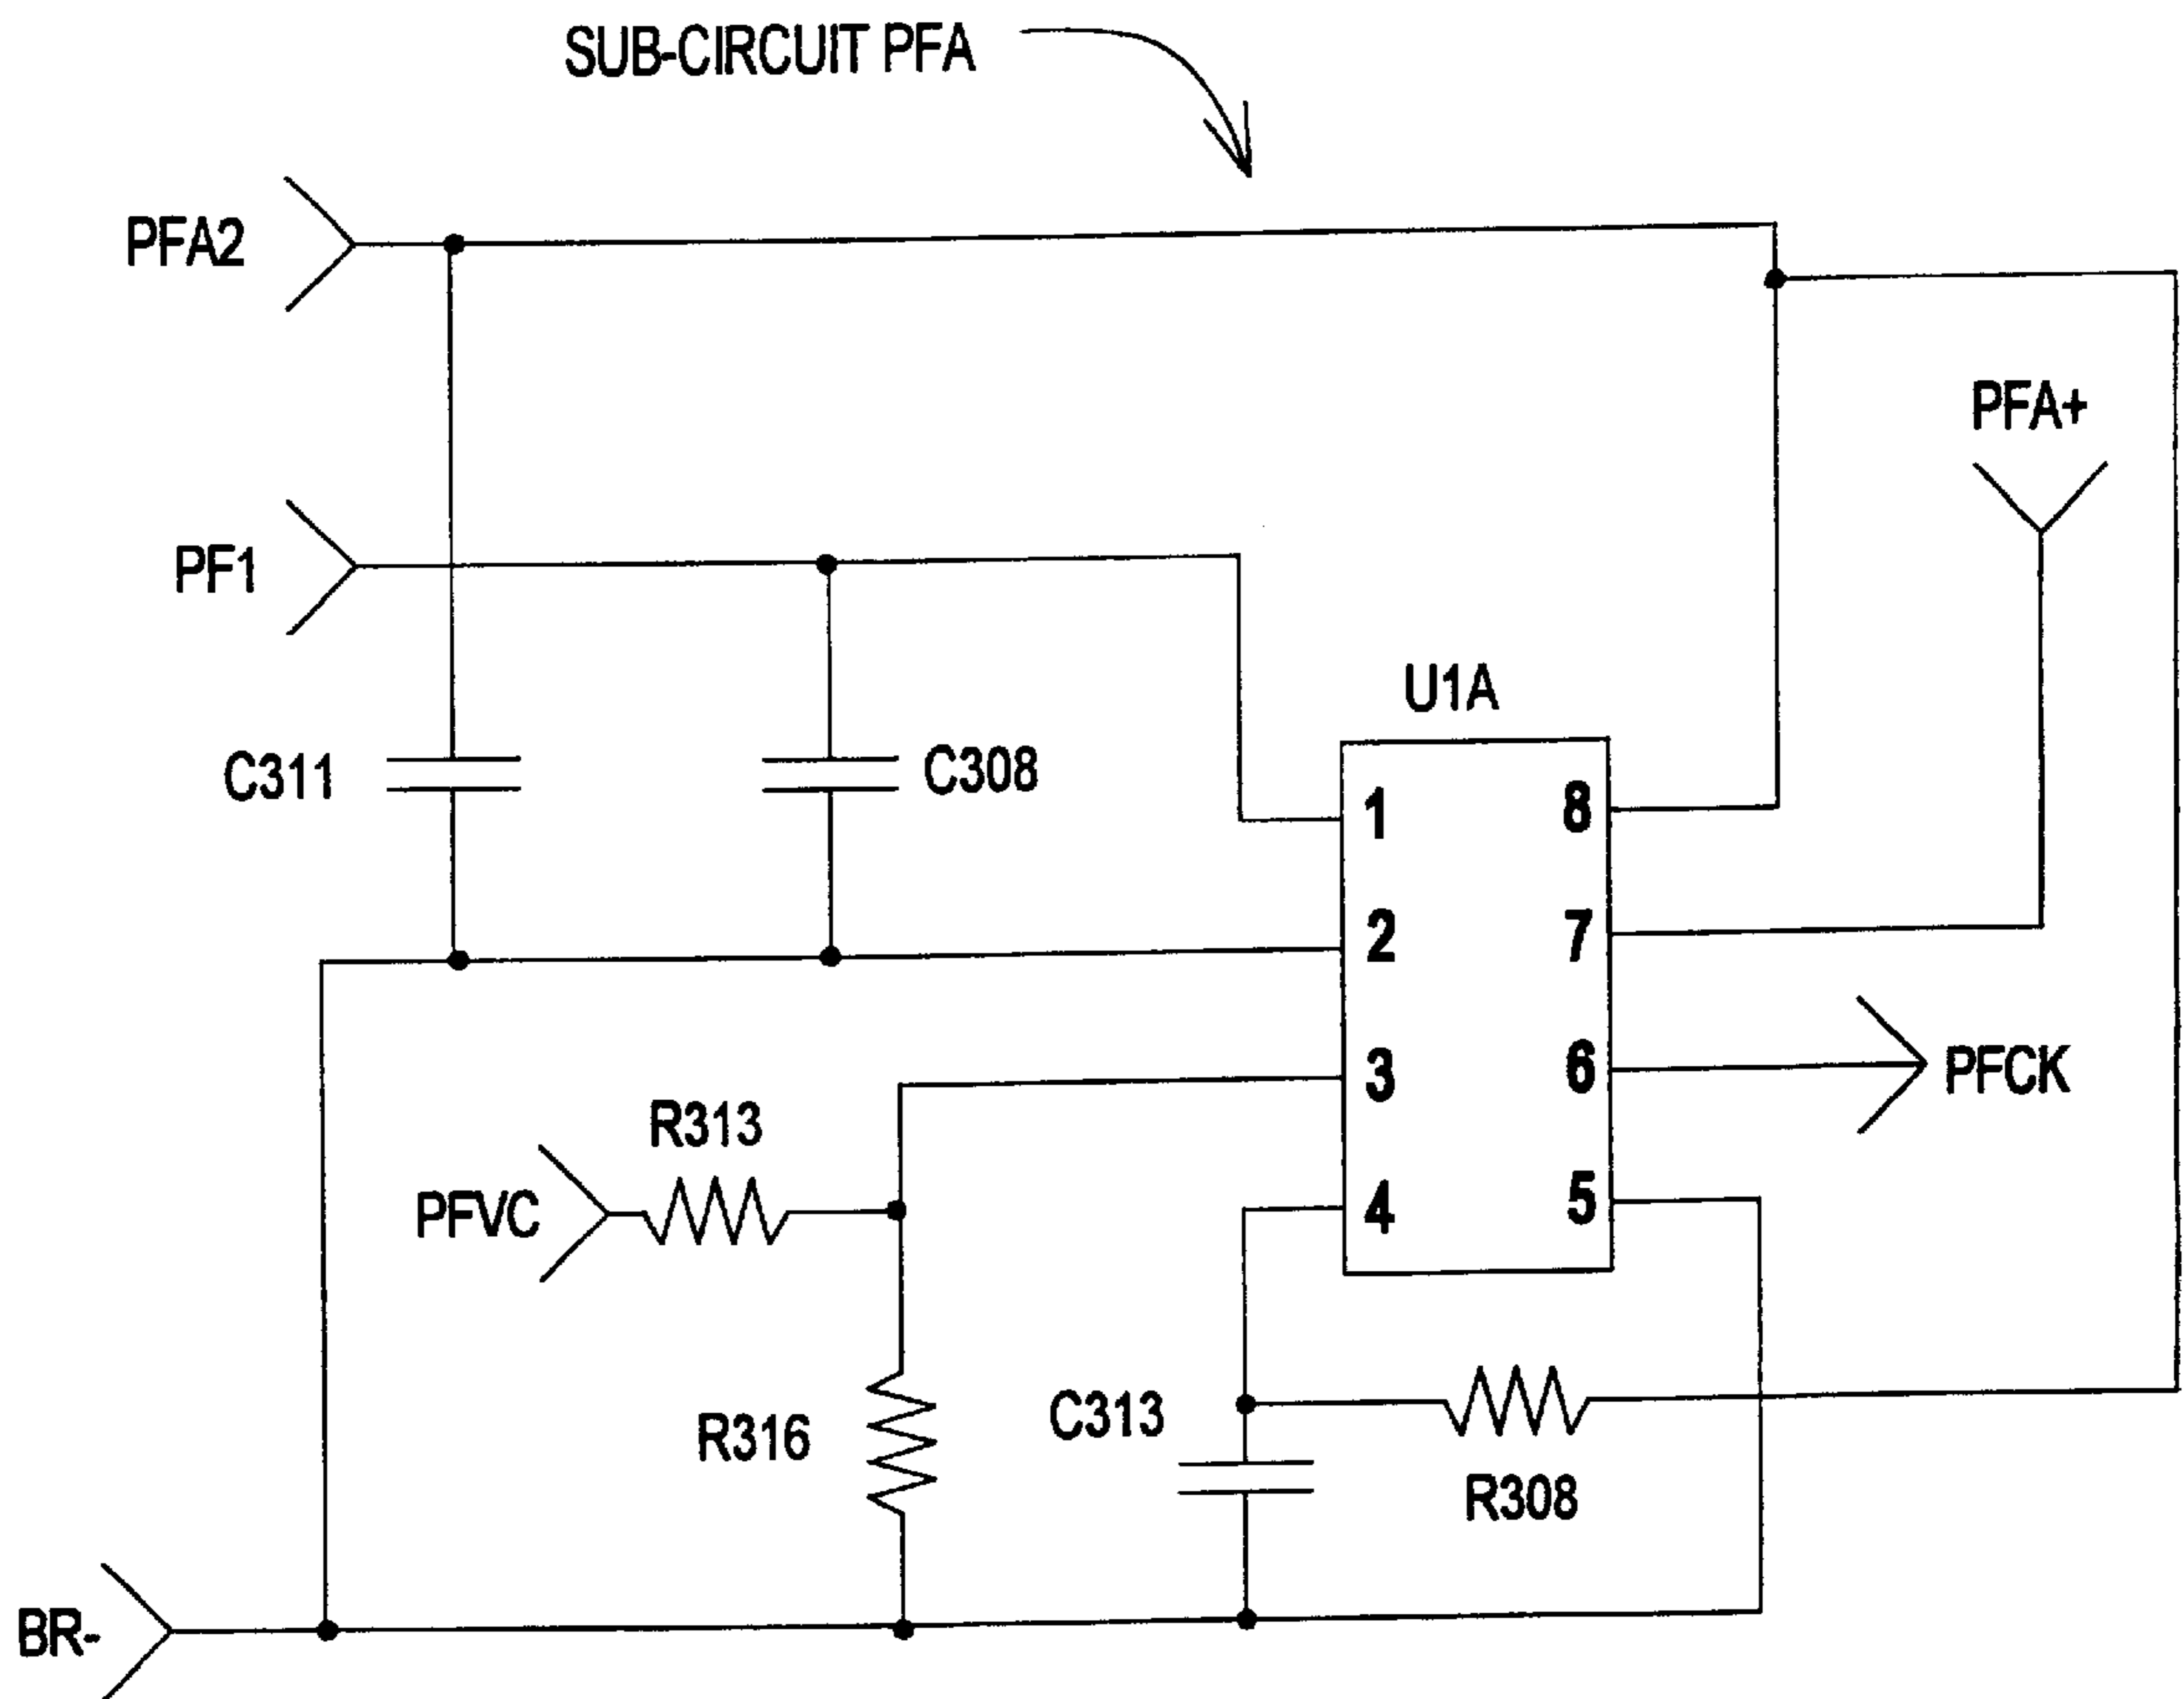 SUB-CIRCUIT PFA
PFA2
PFA+
PF1
U1A
C311
C308
1
8
2
7
3
6
PFCK
R313
PFVC
4
5
C313
R316
R308
BR-